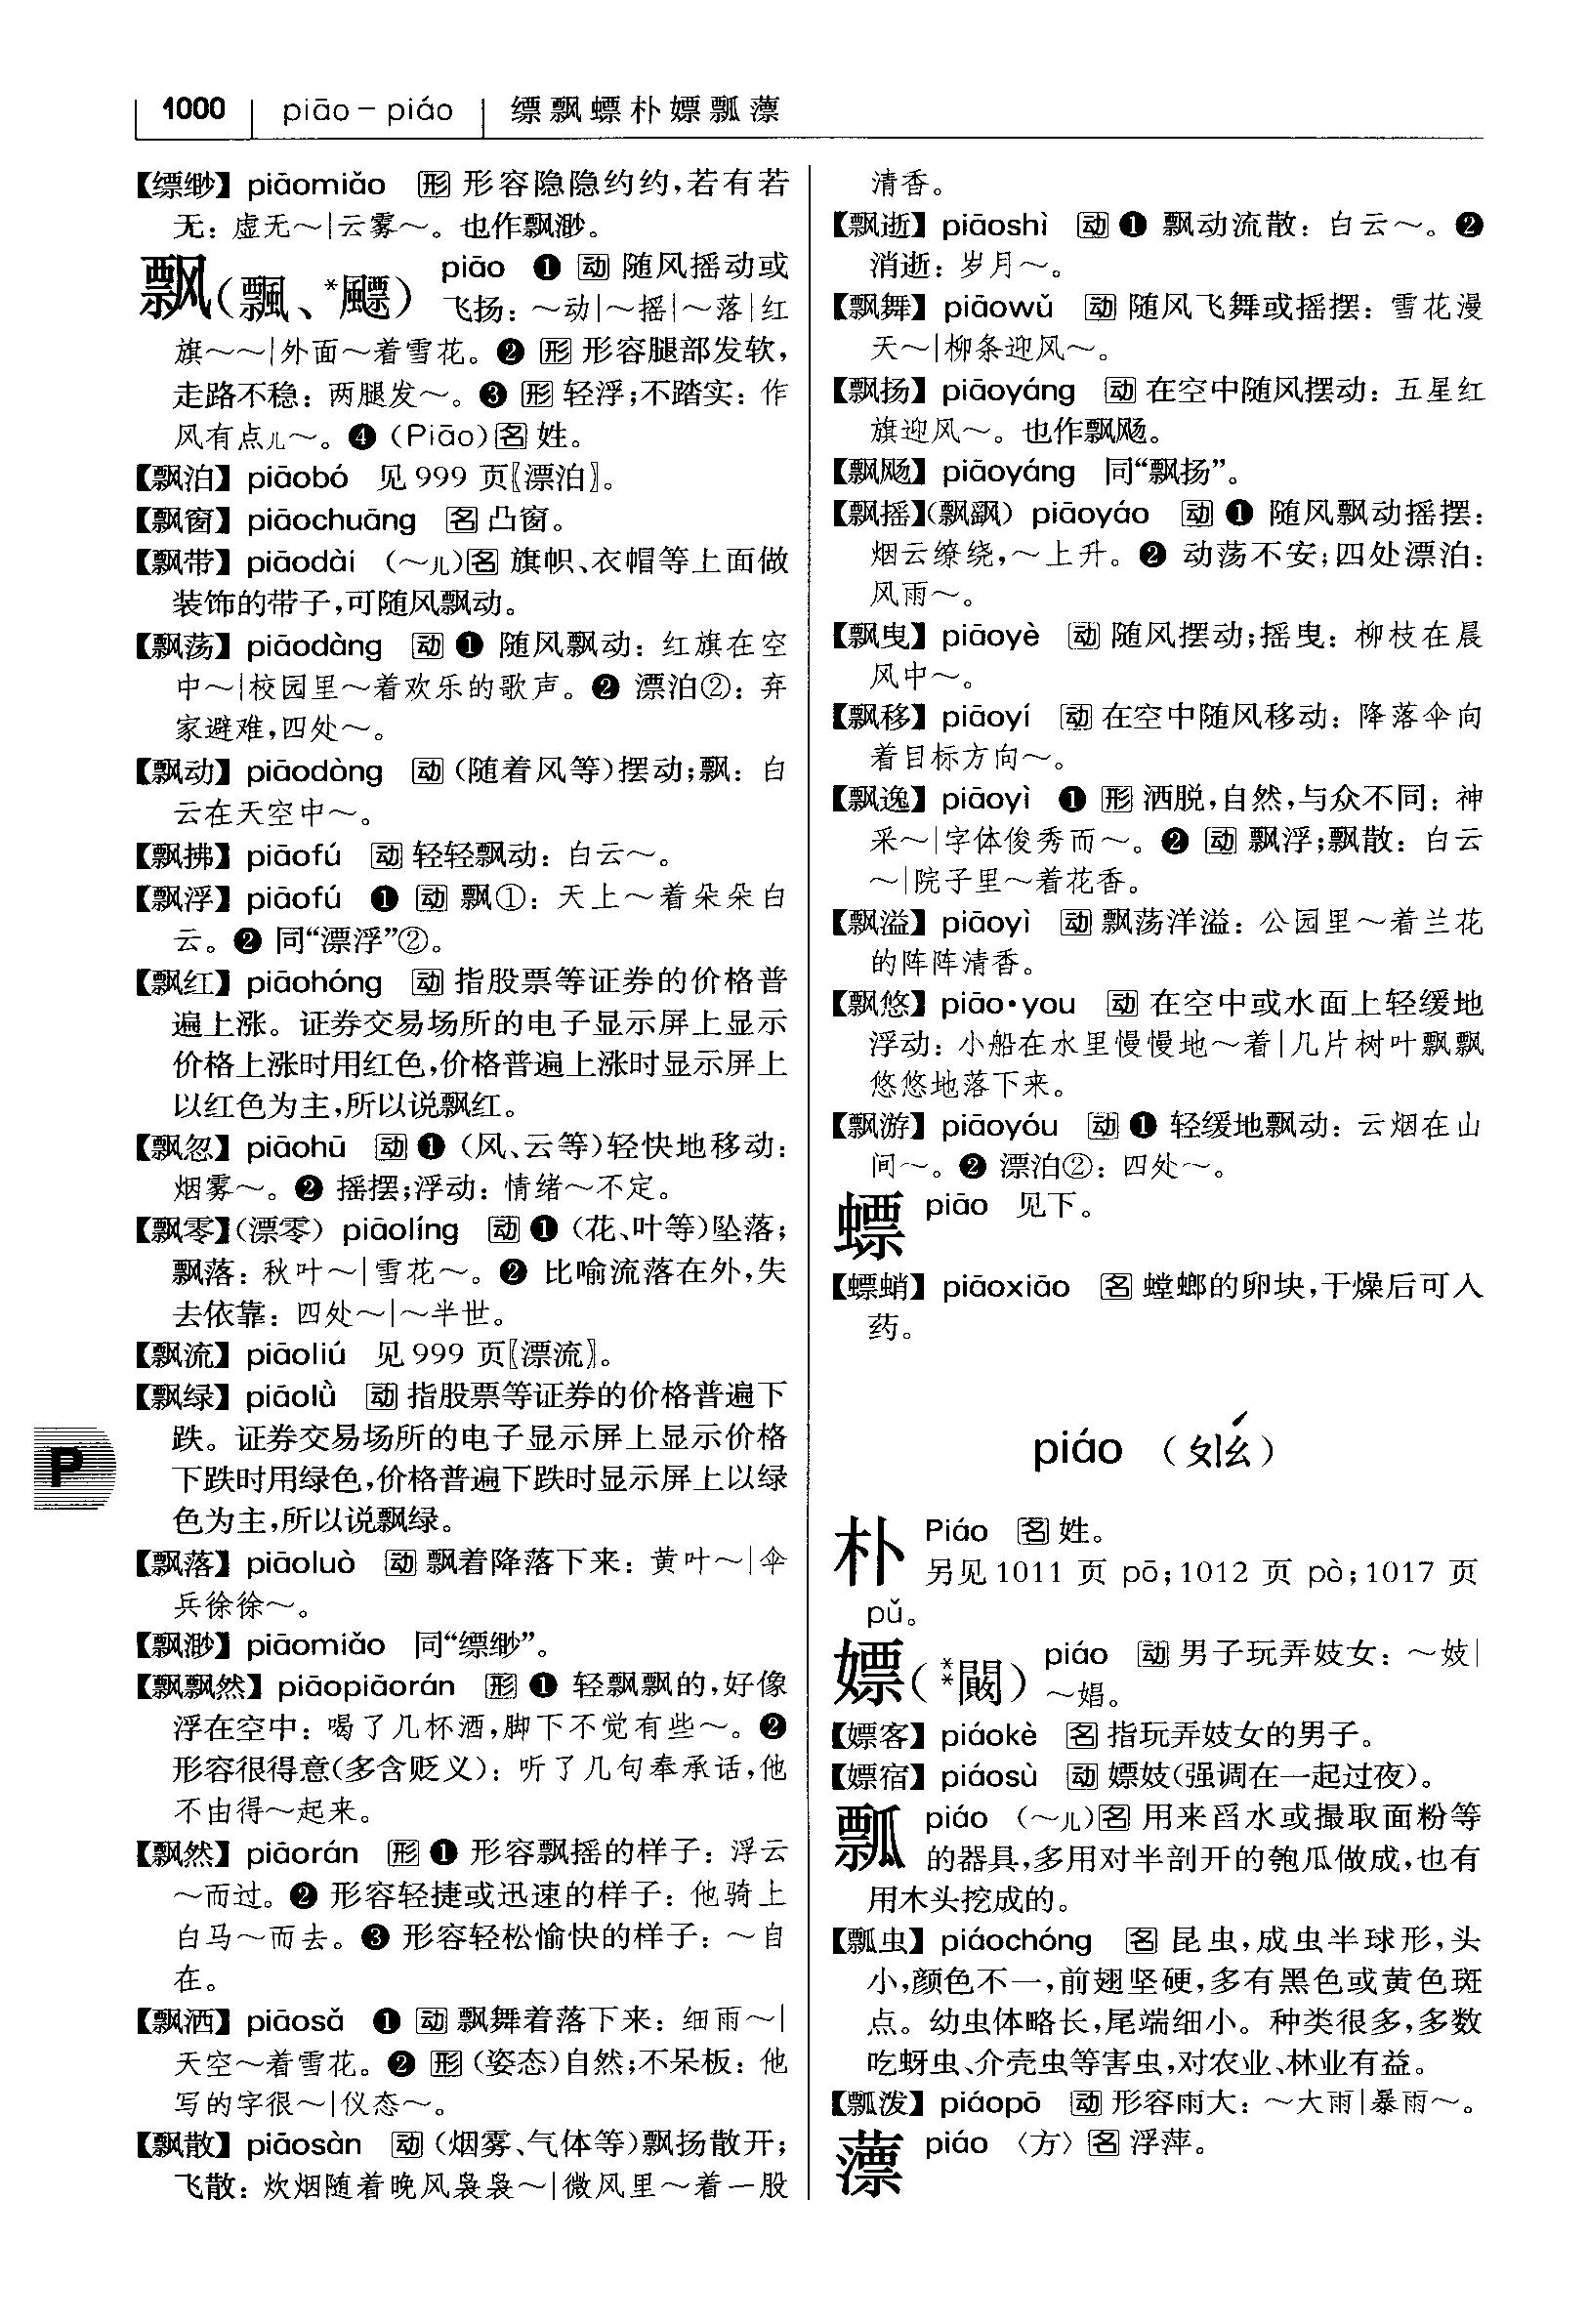 1000 piāo－piáo 缥飘螵朴嫖瓢薸
【缥缈】 piāomiǎo 形 形容隐隐约约,若有若
无：虚无～|云雾～。也作飘渺。
飘(飄、*飃) piāo ❶ 动 随风摇动或
飞扬：～动|～摇|～落|红
旗～～|外面～着雪花。❷ 形 形容腿部发软,
走路不稳：两腿发～。❸ 形 轻浮;不踏实：作
风有点儿～。❹ (Piāo)名 姓。
【飘泊】 piāobó 见 999 页〖漂泊〗。
【飘窗】 piāochuāng 名 凸窗。
【飘带】 piāodài (～儿)名 旗帜、衣帽等上面做
装饰的带子,可随风飘动。
【飘荡】 piāodàng 动 ❶ 随风飘动：红旗在空
中～|校园里～着欢乐的歌声。❷ 漂泊②：弃
家避难,四处～。
【飘动】 piāodòng 动 (随着风等)摆动;飘：白
云在天空中～。
【飘拂】 piāofú 动 轻轻飘动：白云～。
【飘浮】 piāofú ❶ 动 飘①：天上～着朵朵白
云。❷ 同“漂浮”②。
【飘红】 piāohóng 动 指股票等证券的价格普
遍上涨。证券交易场所的电子显示屏上显示
价格上涨时用红色,价格普遍上涨时显示屏上
以红色为主,所以说飘红。
【飘忽】 piāohū 动 ❶ (风、云等)轻快地移动：
烟雾～。❷ 摇摆;浮动：情绪～不定。
【飘零】(漂零) piāolíng 动 ❶ (花、叶等)坠落;
飘落：秋叶～|雪花～。❷ 比喻流落在外,失
去依靠：四处～|～半世。
【飘流】 piāoliú 见 999 页〖漂流〗。
【飘绿】 piāolǜ 动 指股票等证券的价格普遍下
跌。证券交易场所的电子显示屏上显示价格
下跌时用绿色,价格普遍下跌时显示屏上以绿
色为主,所以说飘绿。
【飘落】 piāoluò 动 飘着降落下来：黄叶～|伞
兵徐徐～。
【飘渺】 piāomiǎo 同“缥缈”。
【飘飘然】 piāopiāorán 形 ❶ 轻飘飘的,好像
浮在空中：喝了几杯酒,脚下不觉有些～。❷
形容很得意(多含贬义)：听了几句奉承话,他
不由得～起来。
【飘然】 piāorán 形 ❶ 形容飘摇的样子：浮云
～而过。❷ 形容轻捷或迅速的样子：他骑上
白马～而去。❸ 形容轻松愉快的样子：～自
在。
【飘洒】 piāosǎ ❶ 动 飘舞着落下来：细雨～|
天空～着雪花。❷ 形 (姿态)自然;不呆板：他
写的字很～|仪态～。
【飘散】 piāosàn 动 (烟雾、气体等)飘扬散开;
飞散：炊烟随着晚风袅袅～|微风里～着一股
P
清香。
【飘逝】 piāoshì 动 ❶ 飘动流散：白云～。❷
消逝：岁月～。
【飘舞】 piāowǔ 动 随风飞舞或摇摆：雪花漫
天～|柳条迎风～。
【飘扬】 piāoyáng 动 在空中随风摆动：五星红
旗迎风～。也作飘飏。
【飘飏】 piāoyáng 同“飘扬”。
【飘摇】(飘飖) piāoyáo 动 ❶ 随风飘动摇摆：
烟云缭绕,～上升。❷ 动荡不安;四处漂泊：
风雨～。
【飘曳】 piāoyè 动 随风摆动;摇曳：柳枝在晨
风中～。
【飘移】 piāoyí 动 在空中随风移动：降落伞向
着目标方向～。
【飘逸】 piāoyì ❶ 形 洒脱,自然,与众不同：神
采～|字体俊秀而～。❷ 动 飘浮;飘散：白云
～|院子里～着花香。
【飘溢】 piāoyì 动 飘荡洋溢：公园里～着兰花
的阵阵清香。
【飘悠】 piāo•you 动 在空中或水面上轻缓地
浮动：小船在水里慢慢地～着|几片树叶飘飘
悠悠地落下来。
【飘游】 piāoyóu 动 ❶ 轻缓地飘动：云烟在山
间～。❷ 漂泊②：四处～。
螵 piāo 见下。
【螵蛸】 piāoxiāo 名 螳螂的卵块,干燥后可入
药。
piáo (ㄆㄧㄠˊ)
朴 Piáo 名 姓。
另见 1011 页 pō;1012 页 pò;1017 页
pǔ。
嫖(**闝) piáo 动 男子玩弄妓女：～妓|
～娼。
【嫖客】 piáokè 名 指玩弄妓女的男子。
【嫖宿】 piáosù 动 嫖妓(强调在一起过夜)。
瓢 piáo (～儿)名 用来舀水或撮取面粉等
的器具,多用对半剖开的匏瓜做成,也有
用木头挖成的。
【瓢虫】 piáochóng 名 昆虫,成虫半球形,头
小,颜色不一,前翅坚硬,多有黑色或黄色斑
点。幼虫体略长,尾端细小。种类很多,多数
吃蚜虫、介壳虫等害虫,对农业、林业有益。
【瓢泼】 piáopō 动 形容雨大：～大雨|暴雨～。
薸 piáo 〈方〉名 浮萍。